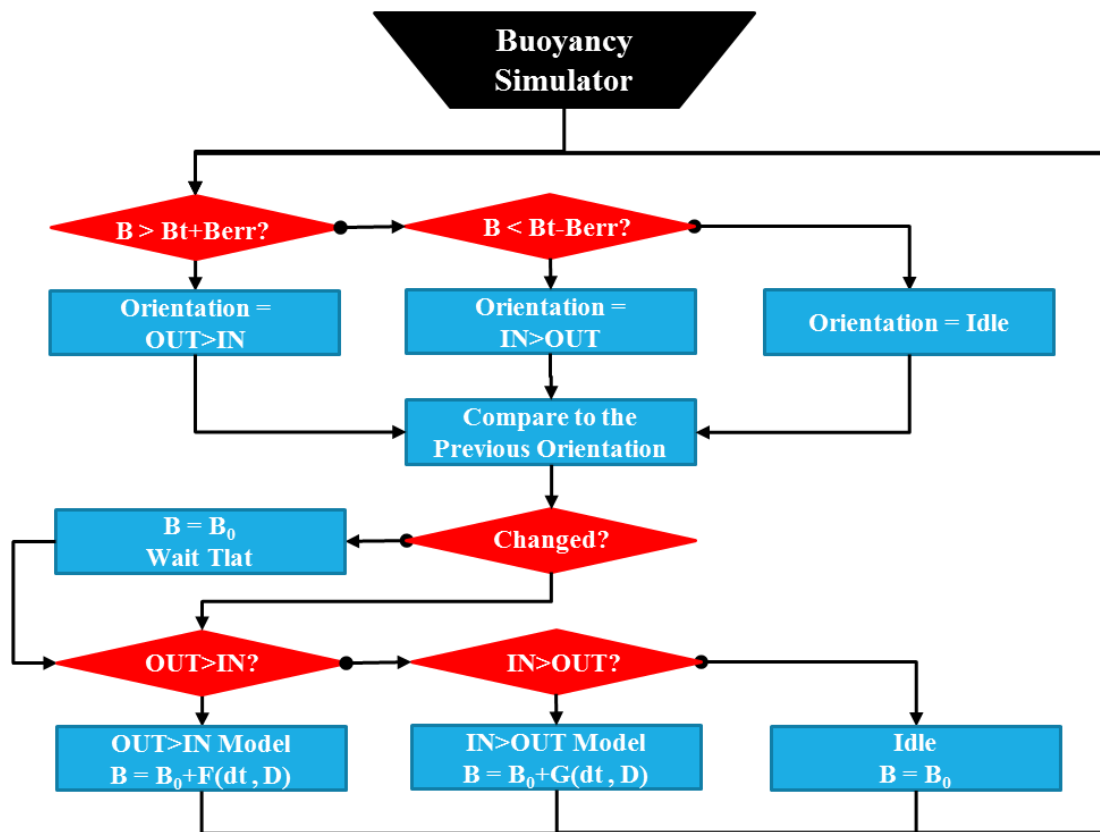 Buoyancy
Simulator
B > Bt+Berr?
B < Bt-Berr?
Orientation =
OUT>IN
Orientation =
IN>OUT
Orientation = Idle
Compare to the
Previous Orientation
B = B₀
Wait Tlat
Changed?
OUT>IN?
IN>OUT?
OUT>IN Model
B = B₀+F(dt , D)
IN>OUT Model
B = B₀+G(dt , D)
Idle
B = B₀